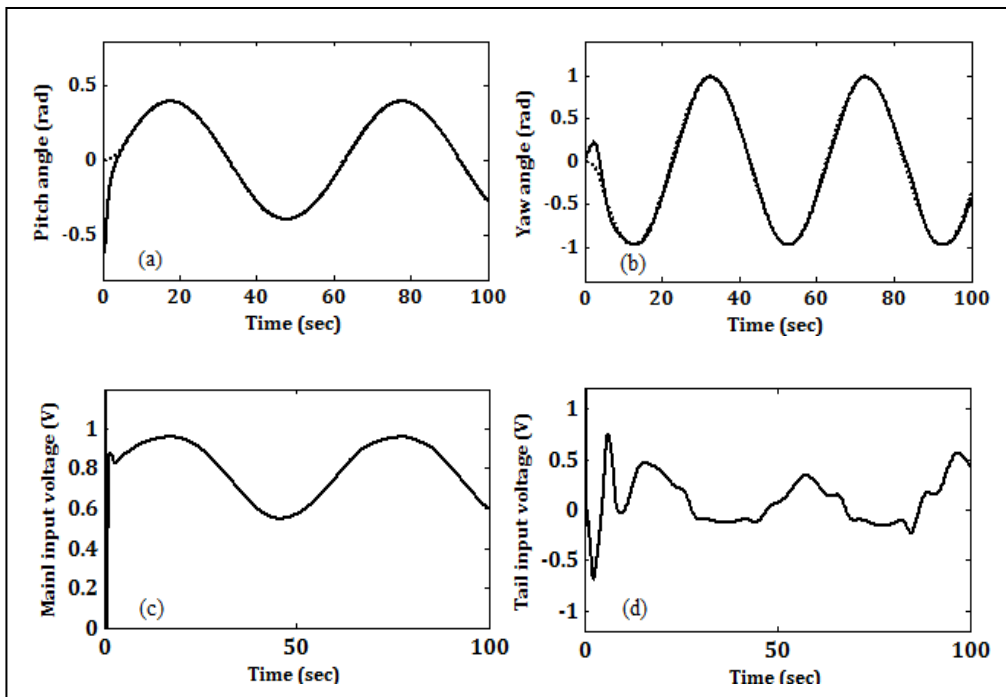 Pitch angle (rad)
0.5
0
-0.5
(a)
0 20 40 60 80 100
Time (sec)
Yaw angle (rad)
1
0.5
0
-0.5
-1
(b)
0 20 40 60 80 100
Time (sec)
Mainl input voltage (V)
1
0.8
0.6
0.4
0.2
0
(c)
0 50 100
Time (sec)
Tail input voltage (V)
1
0.5
0
-0.5
-1
(d)
0 50 100
Time (sec)